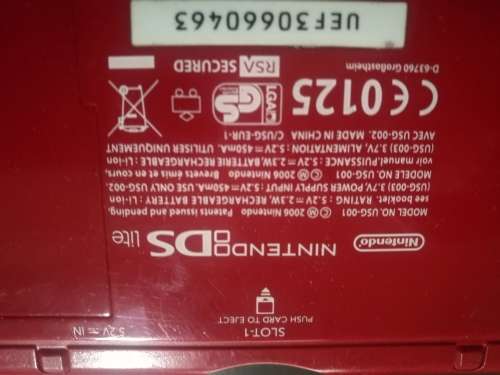 5.2V ⎓ IN
SLOT-1
PUSH CARD TO EJECT
Nintendo
NINTENDO DS Lite
MODEL NO. USG-001 Ⓒ Ⓜ 2006 Nintendo Patents issued and pending.
see booklet. RATING : 5.2V ⎓ 2.3W, BATTERY RECHARGEABLE : Li-ion
(USG-003) 3.7V POWER SUPPLY INPUT : 5.2V ⎓ 450mA. USE ONLY USG-002
NO. DE MODELE USG-001 Ⓒ Ⓜ 2006 Nintendo Brevets émis et en cours,
voir manuel.PUISSANCE : 5.2V ⎓ 2.3W, BATTERIE RECHARGEABLE : Li-ion
(USG-003) 3.7V, ALIMENTATION : 5.2V ⎓ 450mA. UTILISER UNIQUEMENT
AVEC USG-002. MADE IN CHINA C/USG-EUR-1
CE0125
LGA
GS
D-63760 Großostheim
RSA SECURED
UEF30660463